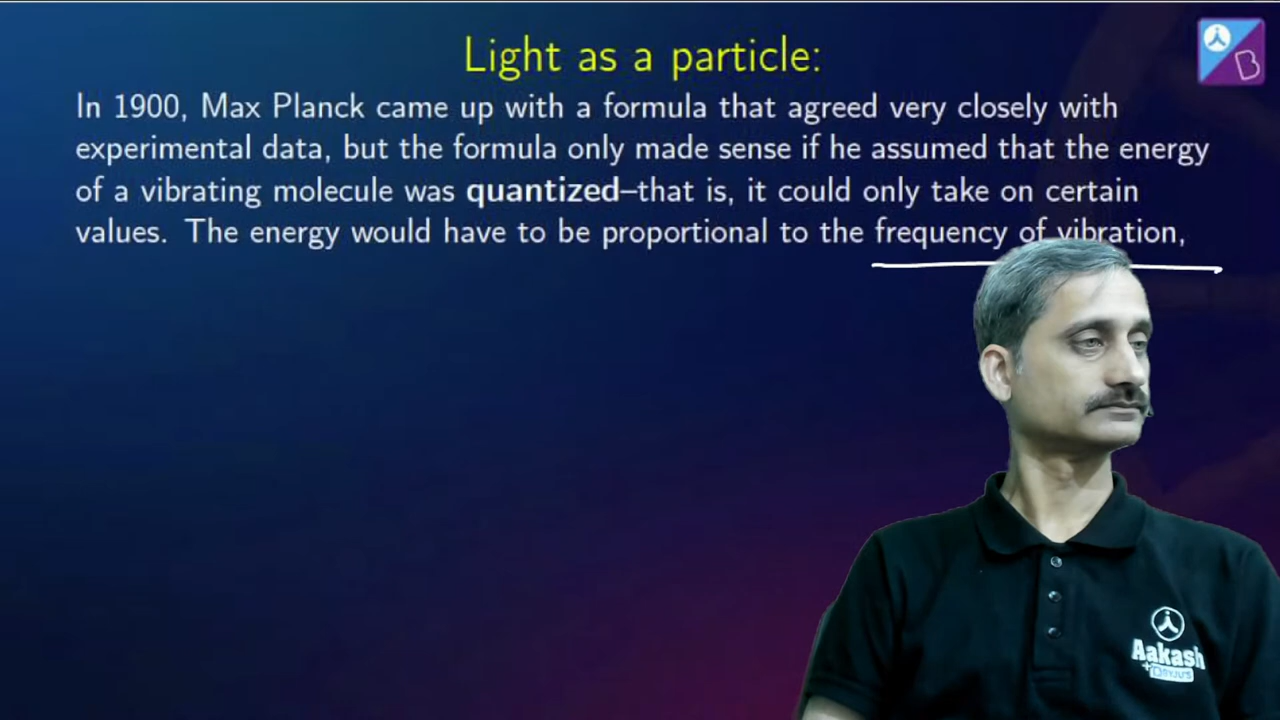 Light as a particle:
In 1900, Max Planck came up with a formula that agreed very closely with
experimental data, but the formula only made sense if he assumed that the energy
of a vibrating molecule was quantized–that is, it could only take on certain
values. The energy would have to be proportional to the frequency of vibration,
B
Aakash
+BYJU'S